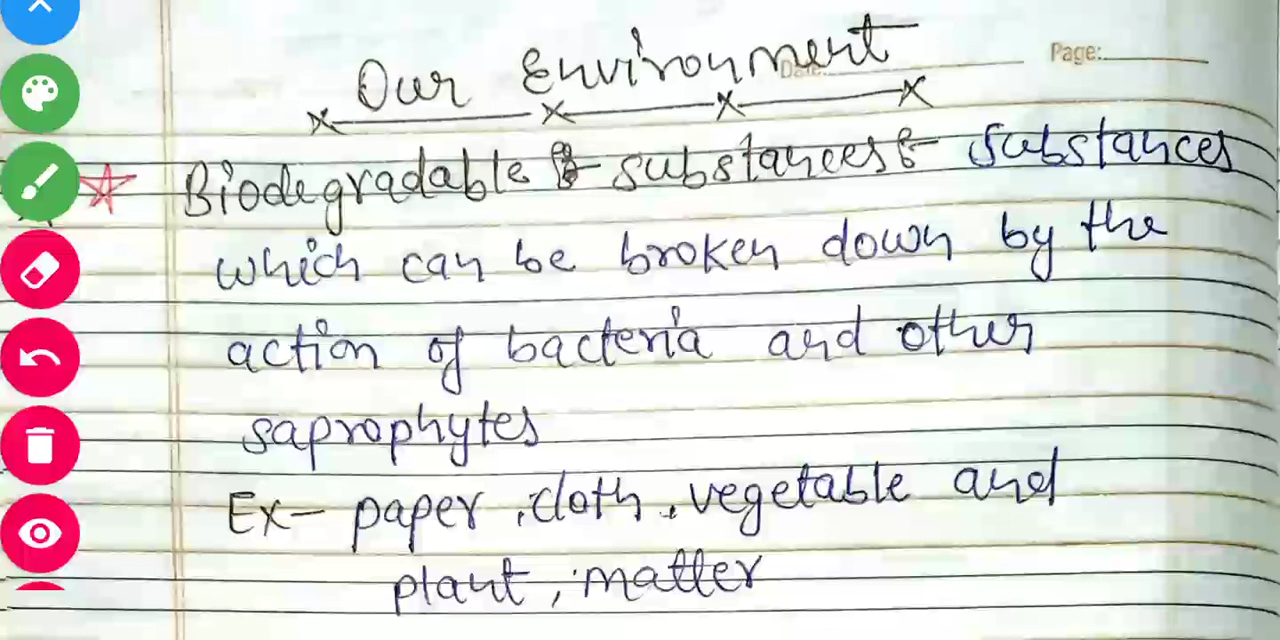 Our Environment
Page:
Date:
Biodegradable substances:- Substances
which can be broken down by the
action of bacteria and other
saprophytes
Ex- paper, cloth, vegetable and
plant, matter